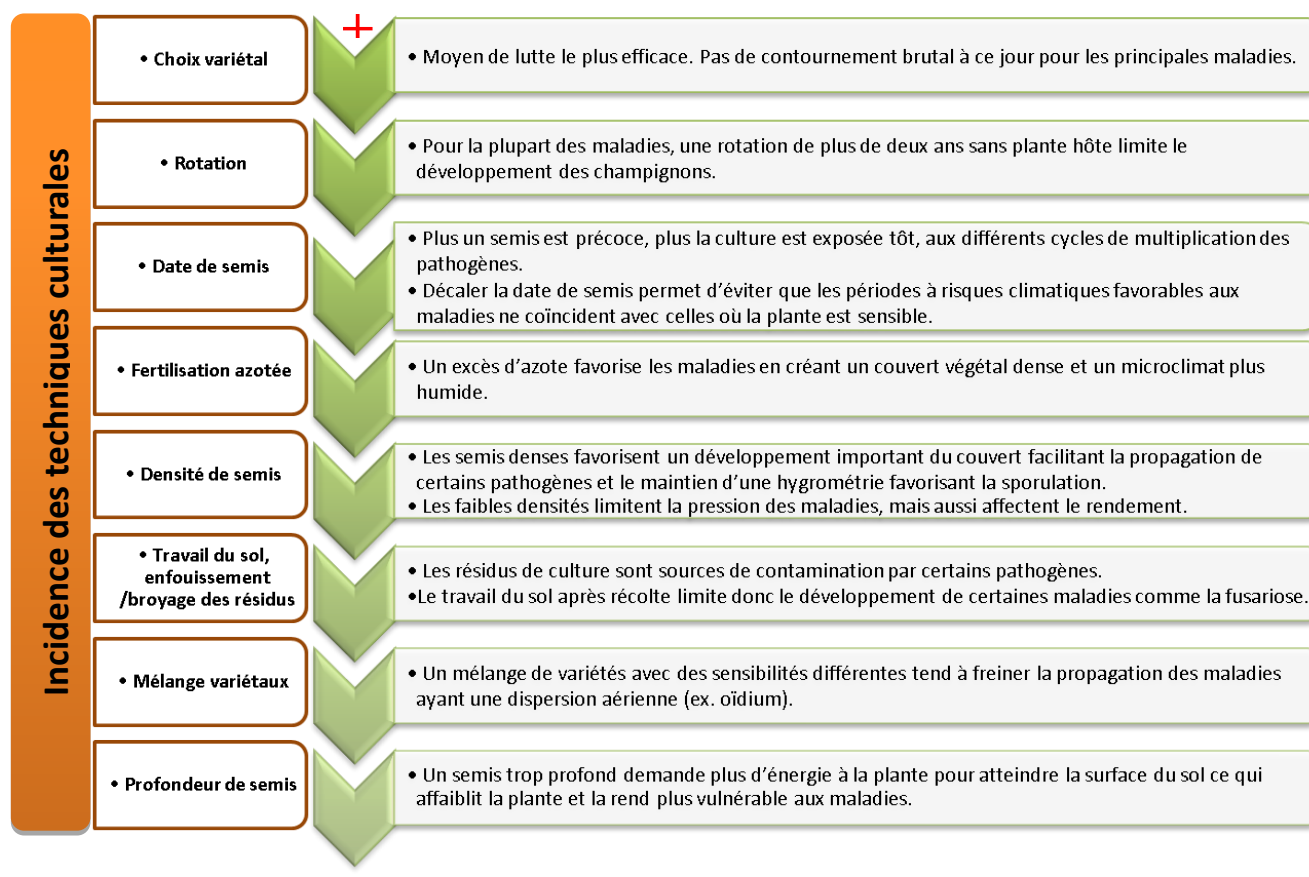 Incidence des techniques culturales
+
• Choix variétal
• Moyen de lutte le plus efficace. Pas de contournement brutal à ce jour pour les principales maladies.
• Rotation
• Pour la plupart des maladies, une rotation de plus de deux ans sans plante hôte limite le
développement des champignons.
• Date de semis
• Plus un semis est précoce, plus la culture est exposée tôt, aux différents cycles de multiplication des
pathogènes.
• Décaler la date de semis permet d'éviter que les périodes à risques climatiques favorables aux
maladies ne coïncident avec celles où la plante est sensible.
• Fertilisation azotée
• Un excès d'azote favorise les maladies en créant un couvert végétal dense et un microclimat plus
humide.
• Densité de semis
• Les semis denses favorisent un développement important du couvert facilitant la propagation de
certains pathogènes et le maintien d'une hygrométrie favorisant la sporulation.
• Les faibles densités limitent la pression des maladies, mais aussi affectent le rendement.
• Travail du sol,
enfouissement
/broyage des résidus
• Les résidus de culture sont sources de contamination par certains pathogènes.
•Le travail du sol après récolte limite donc le développement de certaines maladies comme la fusariose.
• Mélange variétaux
• Un mélange de variétés avec des sensibilités différentes tend à freiner la propagation des maladies
ayant une dispersion aérienne (ex. oïdium).
• Profondeur de semis
• Un semis trop profond demande plus d'énergie à la plante pour atteindre la surface du sol ce qui
affaiblit la plante et la rend plus vulnérable aux maladies.